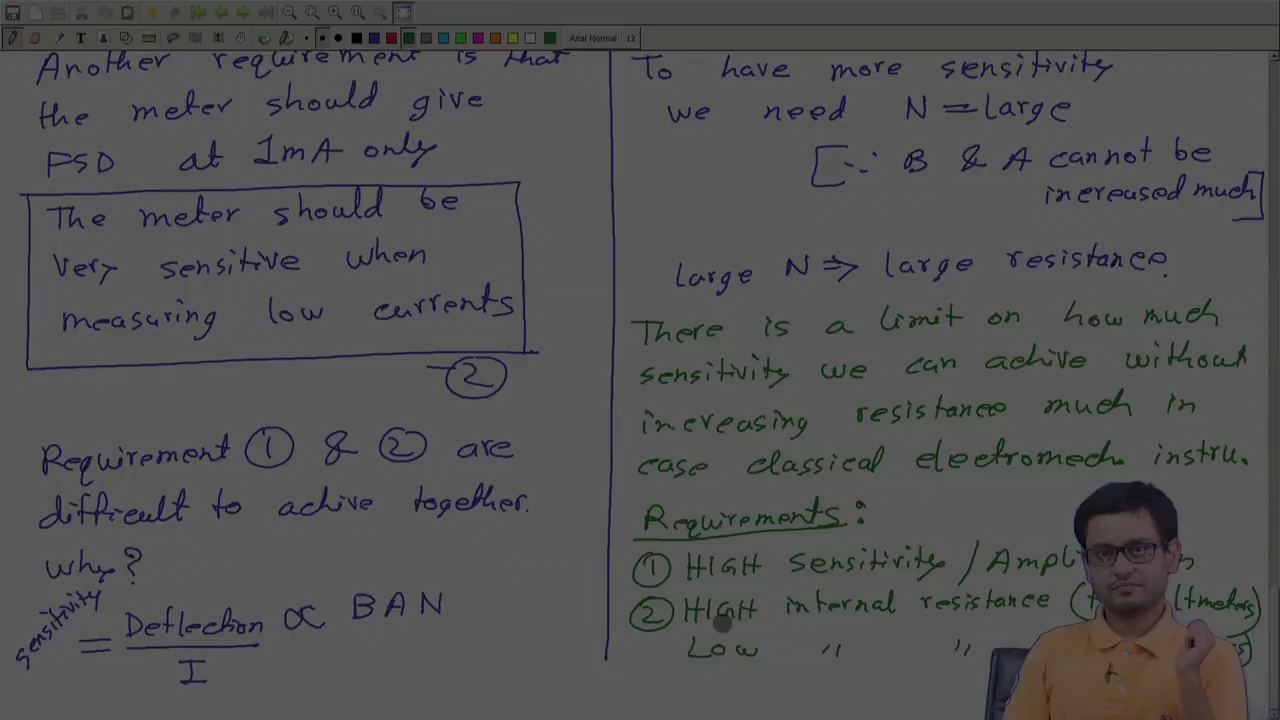 Arial Normal 12
Another requirement is that
the meter should give
FSD at 1mA only
The meter should be
very sensitive when
measuring low currents
2
Requirement 1 & 2 are
difficult to achive together.
why?
sensitivity
= Deflection / I ∝ BAN
To have more sensitivity
we need N = large
[∵ B & A cannot be
increased much]
large N ⇒ large resistance.
There is a limit on how much
sensitivity we can achive without
increasing resistance much in
case classical electromech. instru.
Requirements:
1 HIGH sensitivity / Ampli
2 HIGH internal resistance (ltmeters)
Low " "